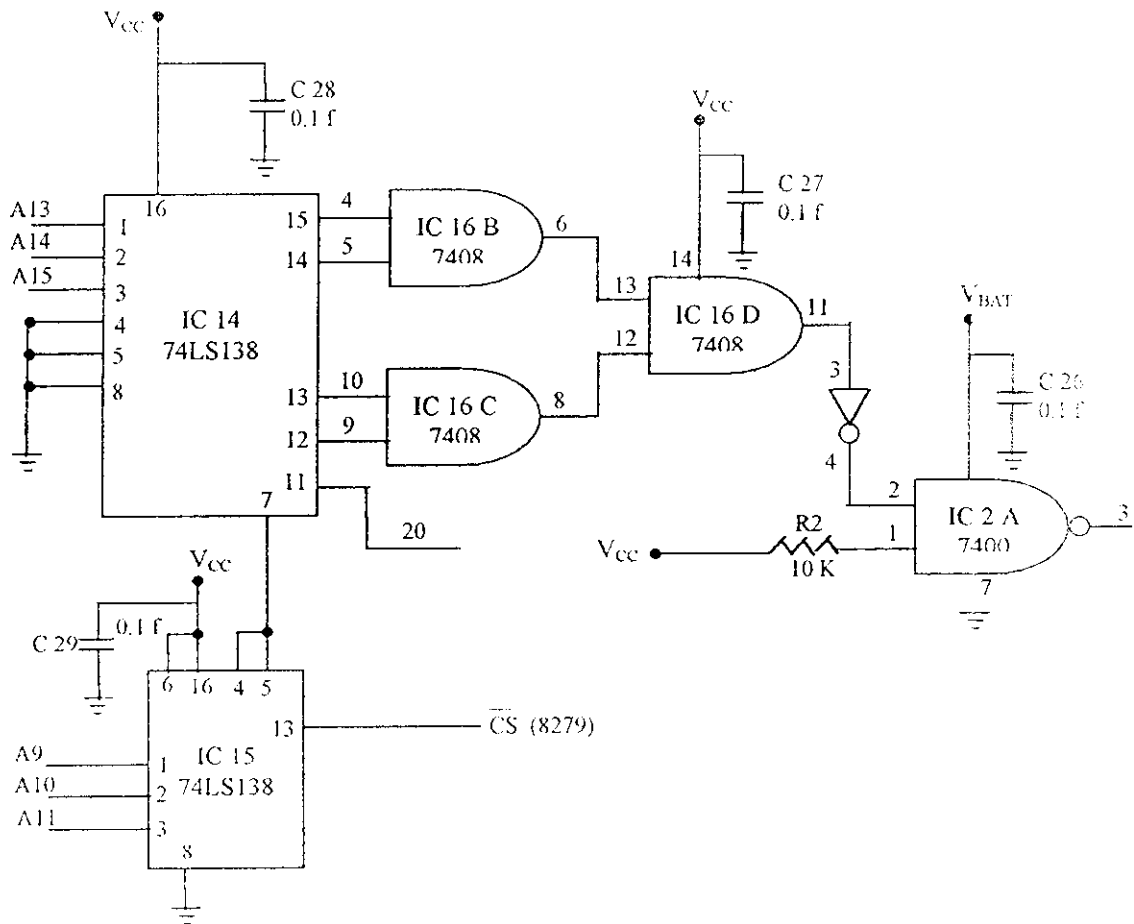 VCC
C 28
0.1 f
VCC
C 27
0.1 f
A13
A14
A15
1
2
3
4
5
8
16
15
14
13
12
11
7
IC 14
74LS138
4
5
IC 16 B
7408
6
10
9
IC 16 C
7408
8
20
13
12
14
IC 16 D
7408
11
3
4
VBAT
C 26
0.1 f
2
1
IC 2 A
7400
7
3
VCC
R2
10 K
VCC
0.1 f
C 29
6 16 4 5
13
C̅S̅ (8279)
IC 15
74LS138
A9
A10
A11
1
2
3
8